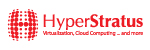 HyperStratus
Virtualization, Cloud Computing ... and more